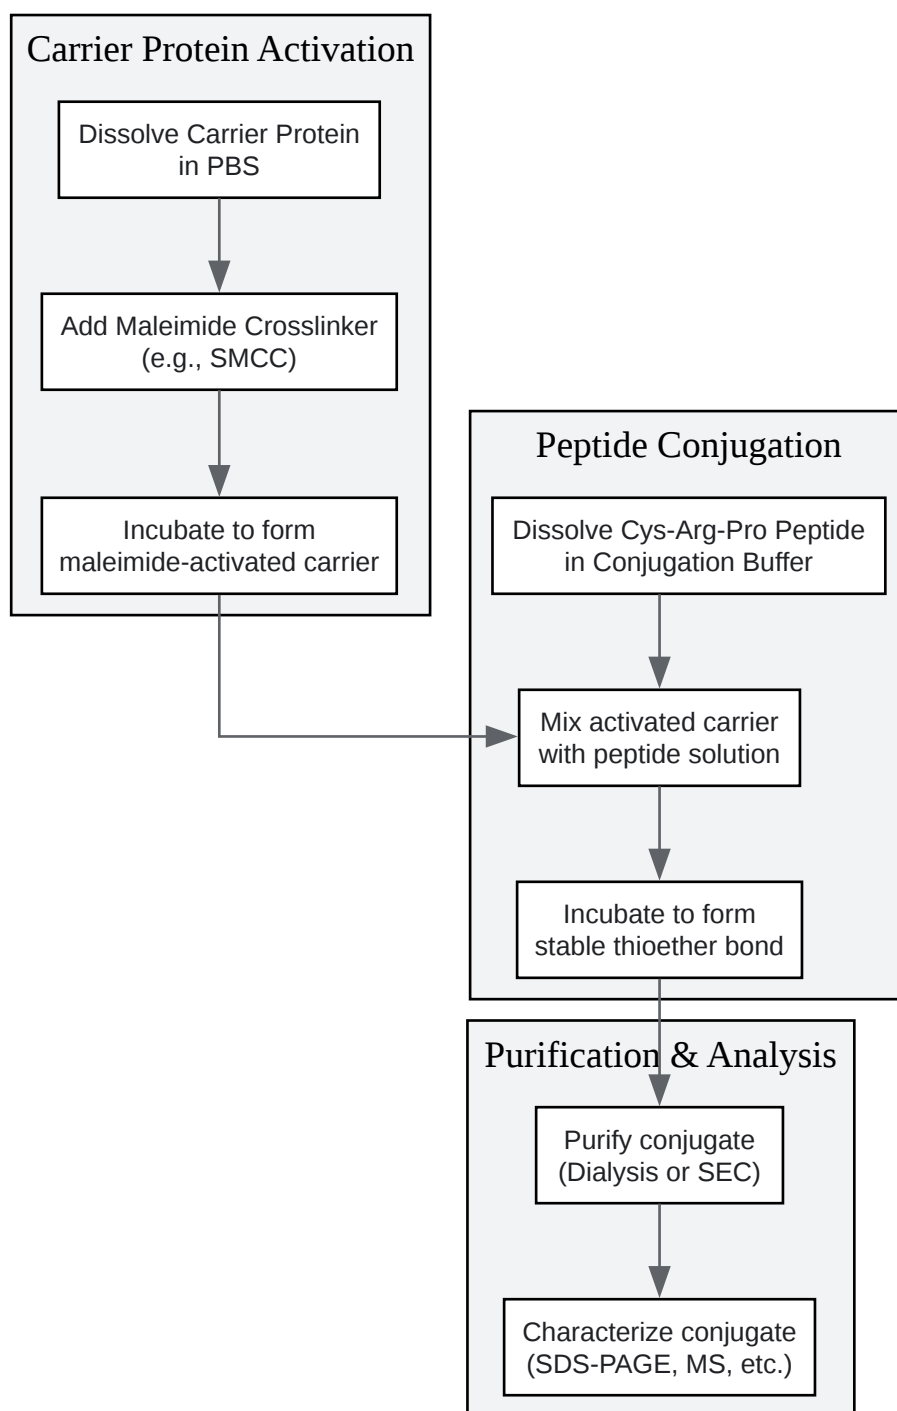 Carrier Protein Activation
Dissolve Carrier Protein
in PBS
Add Maleimide Crosslinker
(e.g., SMCC)
Incubate to form
maleimide-activated carrier
Peptide Conjugation
Dissolve Cys-Arg-Pro Peptide
in Conjugation Buffer
Mix activated carrier
with peptide solution
Incubate to form
stable thioether bond
Purification & Analysis
Purify conjugate
(Dialysis or SEC)
Characterize conjugate
(SDS-PAGE, MS, etc.)